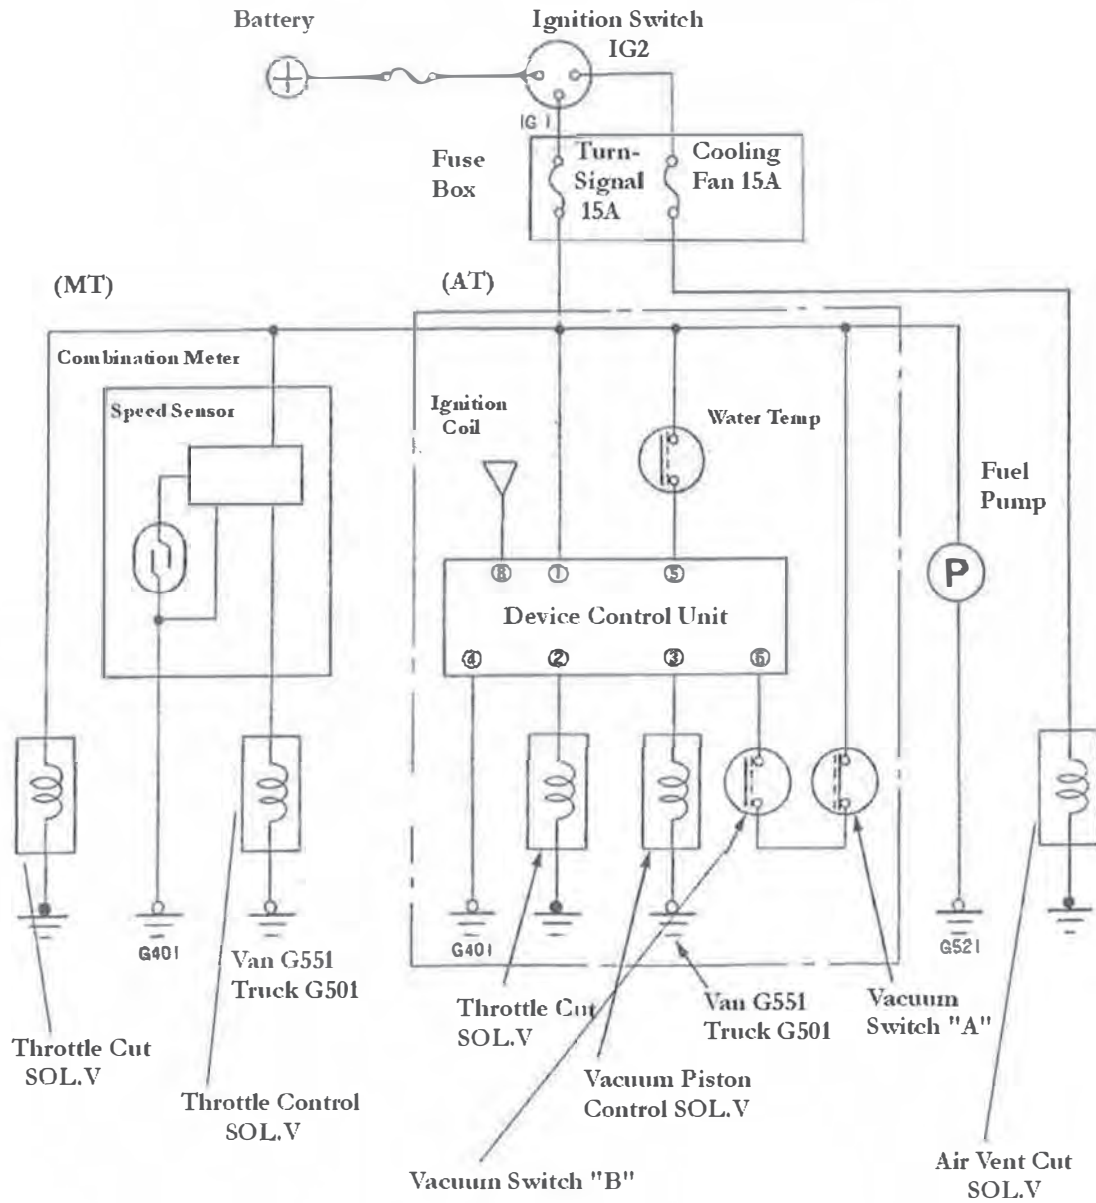 Battery
Ignition Switch
IG2
IG1
Fuse
Box
Turn-
Signal
15A
Cooling
Fan 15A
(MT)
(AT)
Combination Meter
Speed Sensor
Ignition
Coil
Water Temp
Fuel
Pump
P
8
1
5
Device Control Unit
4
2
3
6
G401
Van G551
Truck G501
G401
G521
Throttle Cut
SOL.V
Throttle Control
SOL.V
Throttle Cut
SOL.V
Van G551
Truck G501
Vacuum
Switch "A"
Vacuum Piston
Control SOL.V
Vacuum Switch "B"
Air Vent Cut
SOL.V